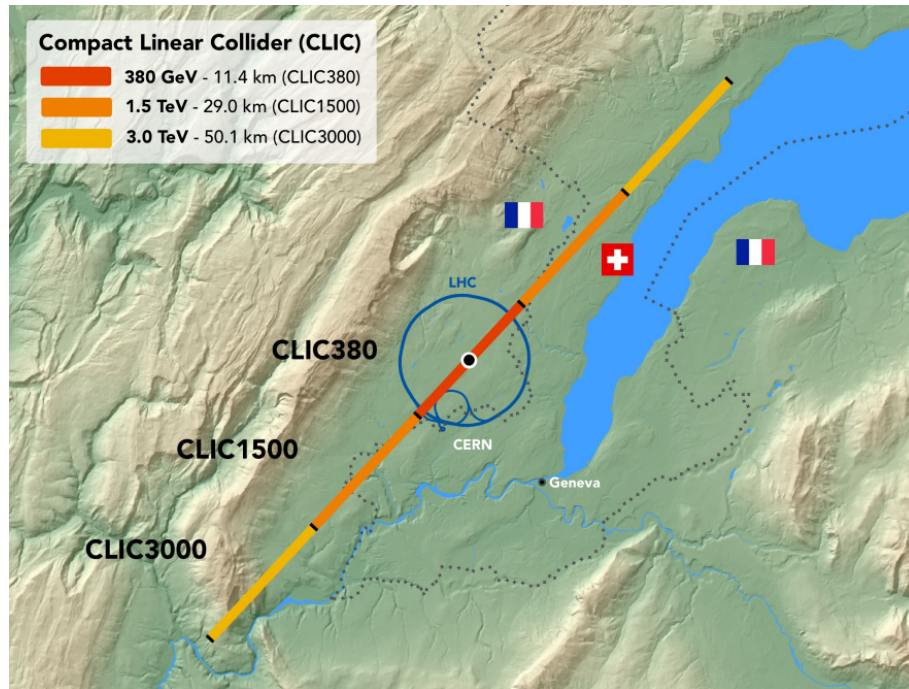 Compact Linear Collider (CLIC)
380 GeV - 11.4 km (CLIC380)
1.5 TeV - 29.0 km (CLIC1500)
3.0 TeV - 50.1 km (CLIC3000)
LHC
CLIC380
CLIC1500
CERN
Geneva
CLIC3000